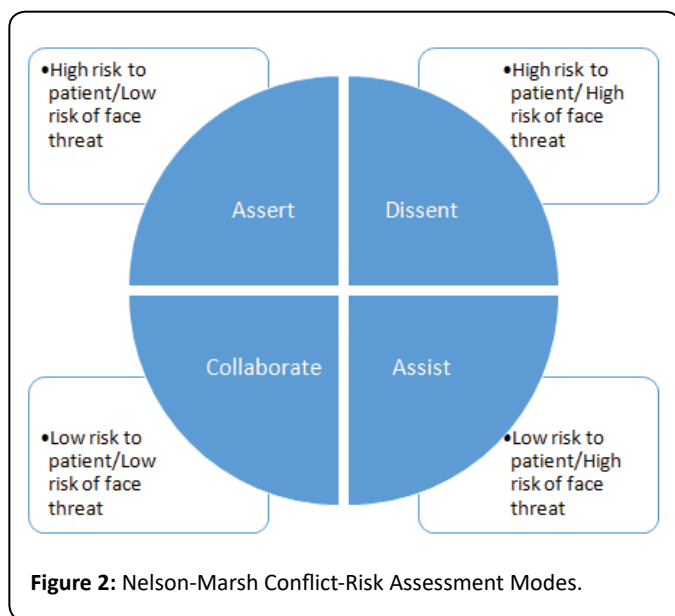 •High risk to
patient/Low
risk of face
threat
•High risk to
patient/ High
risk of face
threat
Assert
Dissent
Collaborate
Assist
•Low risk to
patient/Low
risk of face
threat
•Low risk to
patient/High
risk of face
threat
Figure 2: Nelson-Marsh Conflict-Risk Assessment Modes.